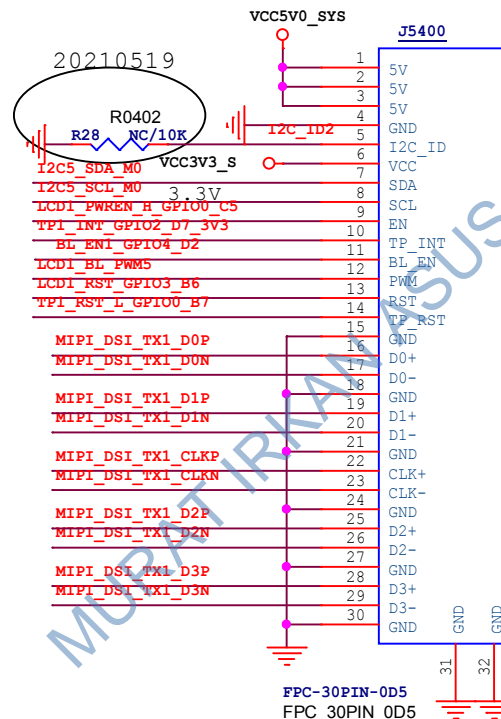 VCC5V0_SYS
J5400
20210519
R0402
R28 NC/10K
I2C_ID2
VCC3V3_S
3.3V
I2C5_SDA_M0
I2C5_SCL_M0
LCD1_PWREN_H_GPIO0_C5
TP1_INT_GPIO2_D7_3V3
BL_EN1_GPIO4_D2
LCD1_BL_PWM5
LCD1_RST_GPIO3_B6
TP1_RST_L_GPIO0_B7
MIPI_DSI_TX1_D0P
MIPI_DSI_TX1_D0N
MIPI_DSI_TX1_D1P
MIPI_DSI_TX1_D1N
MIPI_DSI_TX1_CLKP
MIPI_DSI_TX1_CLKN
MIPI_DSI_TX1_D2P
MIPI_DSI_TX1_D2N
MIPI_DSI_TX1_D3P
MIPI_DSI_TX1_D3N
1 5V
2 5V
3 5V
4 GND
5 I2C_ID
6 VCC
7 SDA
8 SCL
9 EN
10 TP_INT
11 BL_EN
12 PWM
13 RST
14 TP_RST
15 GND
16 D0+
17 D0-
18 GND
19 D1+
20 D1-
21 GND
22 CLK+
23 CLK-
24 GND
25 D2+
26 D2-
27 GND
28 D3+
29 D3-
30 GND
31 GND
32 GND
FPC-30PIN-0D5
FPC_30PIN_0D5
MURAT IRKAN ASUS